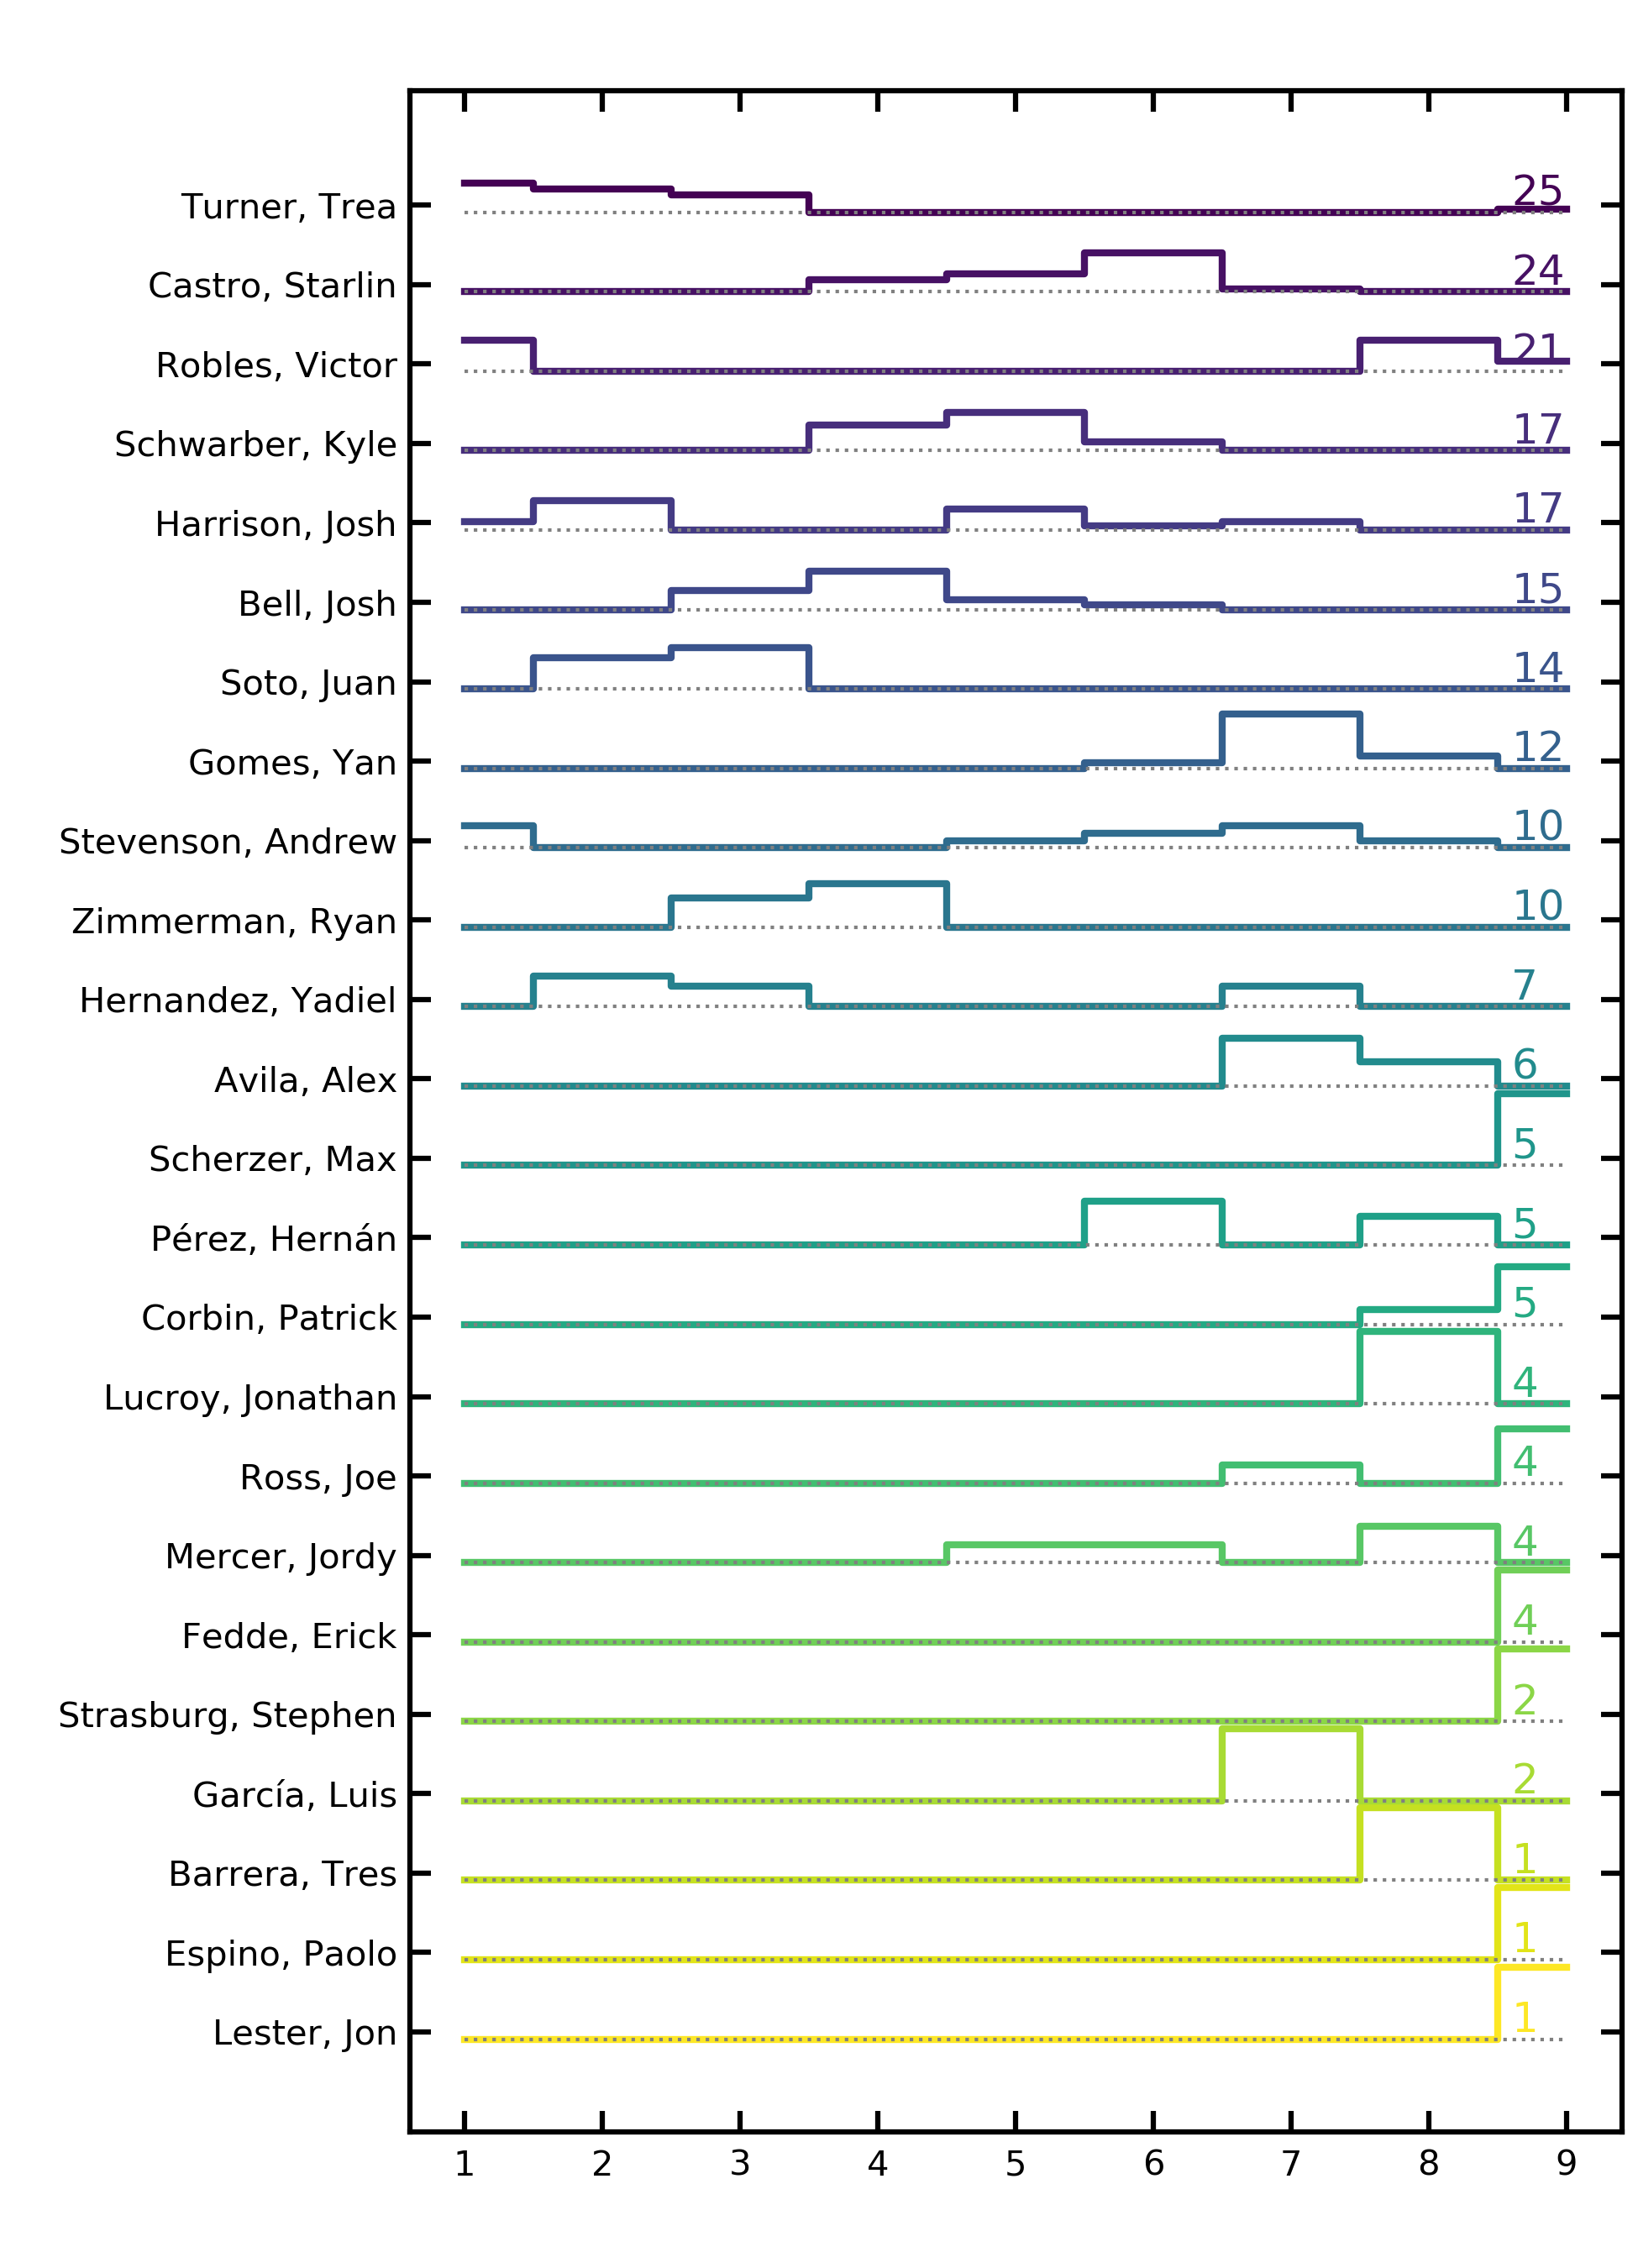 Turner, Trea 25
Castro, Starlin 24
Robles, Victor 21
Schwarber, Kyle 17
Harrison, Josh 17
Bell, Josh 15
Soto, Juan 14
Gomes, Yan 12
Stevenson, Andrew 10
Zimmerman, Ryan 10
Hernandez, Yadiel 7
Avila, Alex 6
Scherzer, Max 5
Pérez, Hernán 5
Corbin, Patrick 5
Lucroy, Jonathan 4
Ross, Joe 4
Mercer, Jordy 4
Fedde, Erick 4
Strasburg, Stephen 2
García, Luis 2
Barrera, Tres 1
Espino, Paolo 1
Lester, Jon 1
1 2 3 4 5 6 7 8 9